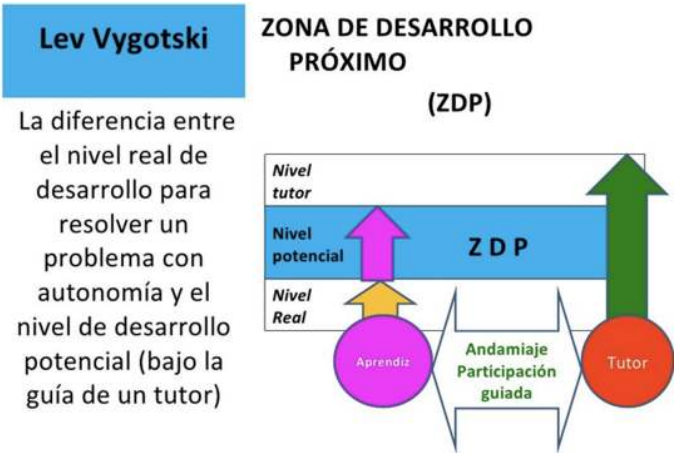 Lev Vygotski
La diferencia entre
el nivel real de
desarrollo para
resolver un
problema con
autonomía y el
nivel de desarrollo
potencial (bajo la
guía de un tutor)
ZONA DE DESARROLLO
PRÓXIMO
(ZDP)
Nivel
tutor
Nivel
potencial
Z D P
Nivel
Real
Aprendiz
Andamiaje
Participación
guiada
Tutor